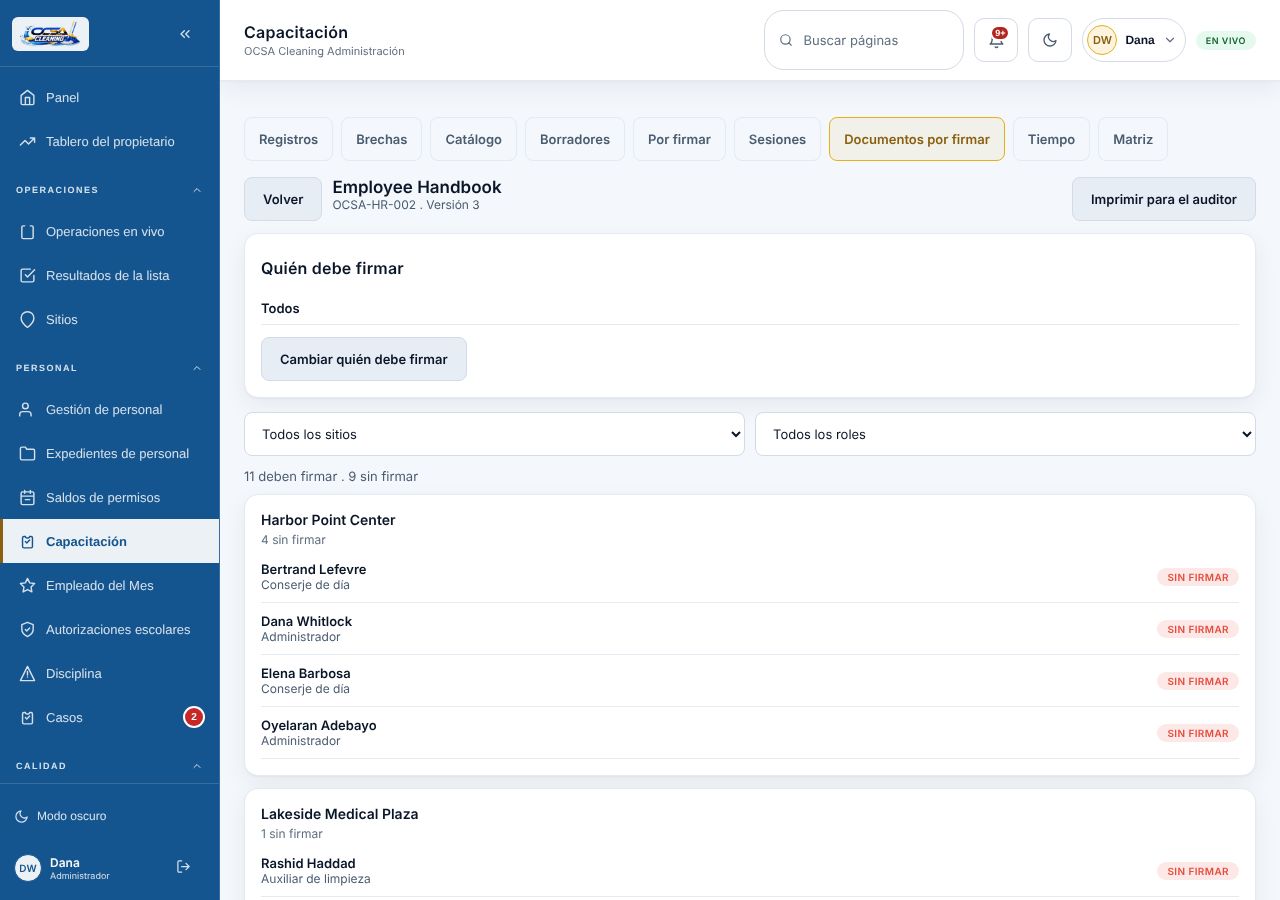 OCSA
CLEANING
«
Capacitación
OCSA Cleaning Administración
Buscar páginas
9+
DW
Dana
EN VIVO
Panel
Tablero del propietario
OPERACIONES
Operaciones en vivo
Resultados de la lista
Sitios
PERSONAL
Gestión de personal
Expedientes de personal
Saldos de permisos
Capacitación
Empleado del Mes
Autorizaciones escolares
Disciplina
Casos
2
CALIDAD
Modo oscuro
DW
Dana
Administrador
Registros
Brechas
Catálogo
Borradores
Por firmar
Sesiones
Documentos por firmar
Tiempo
Matriz
Volver
Employee Handbook
OCSA-HR-002 . Versión 3
Imprimir para el auditor
Quién debe firmar
Todos
Cambiar quién debe firmar
Todos los sitios
Todos los roles
11 deben firmar . 9 sin firmar
Harbor Point Center
4 sin firmar
Bertrand Lefevre
Conserje de día
SIN FIRMAR
Dana Whitlock
Administrador
SIN FIRMAR
Elena Barbosa
Conserje de día
SIN FIRMAR
Oyelaran Adebayo
Administrador
SIN FIRMAR
Lakeside Medical Plaza
1 sin firmar
Rashid Haddad
Auxiliar de limpieza
SIN FIRMAR